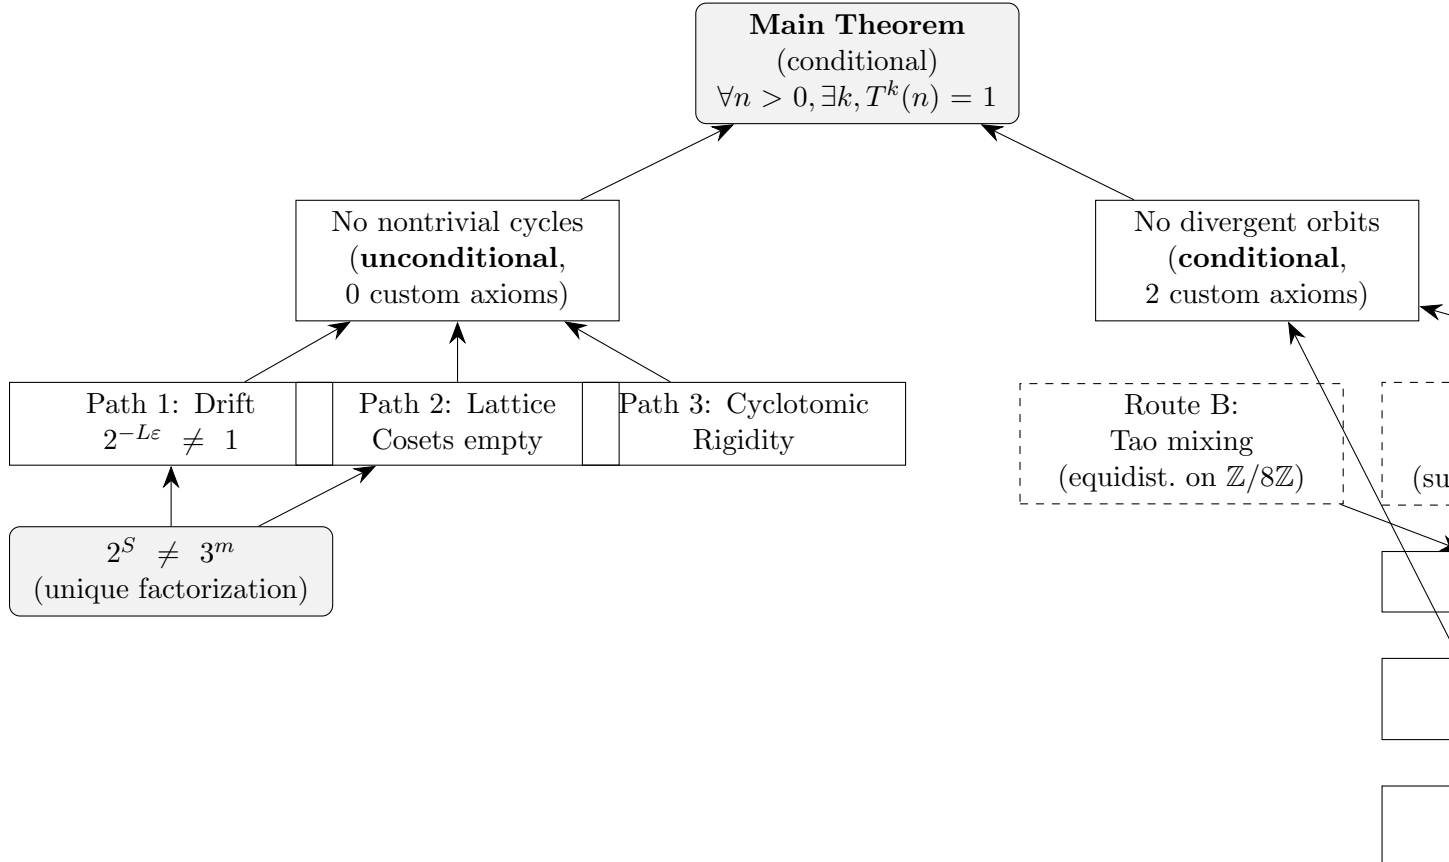 Main Theorem
(conditional)
∀n > 0, ∃k, T^k(n) = 1
No nontrivial cycles
(unconditional,
0 custom axioms)
No divergent orbits
(conditional,
2 custom axioms)
Path 1: Drift
2^{-Lε} ≠ 1
Path 2: Lattice
Cosets empty
Path 3: Cyclotomic
Rigidity
Route B:
Tao mixing
(equidist. on ℤ/8ℤ)
(su
2^S ≠ 3^m
(unique factorization)